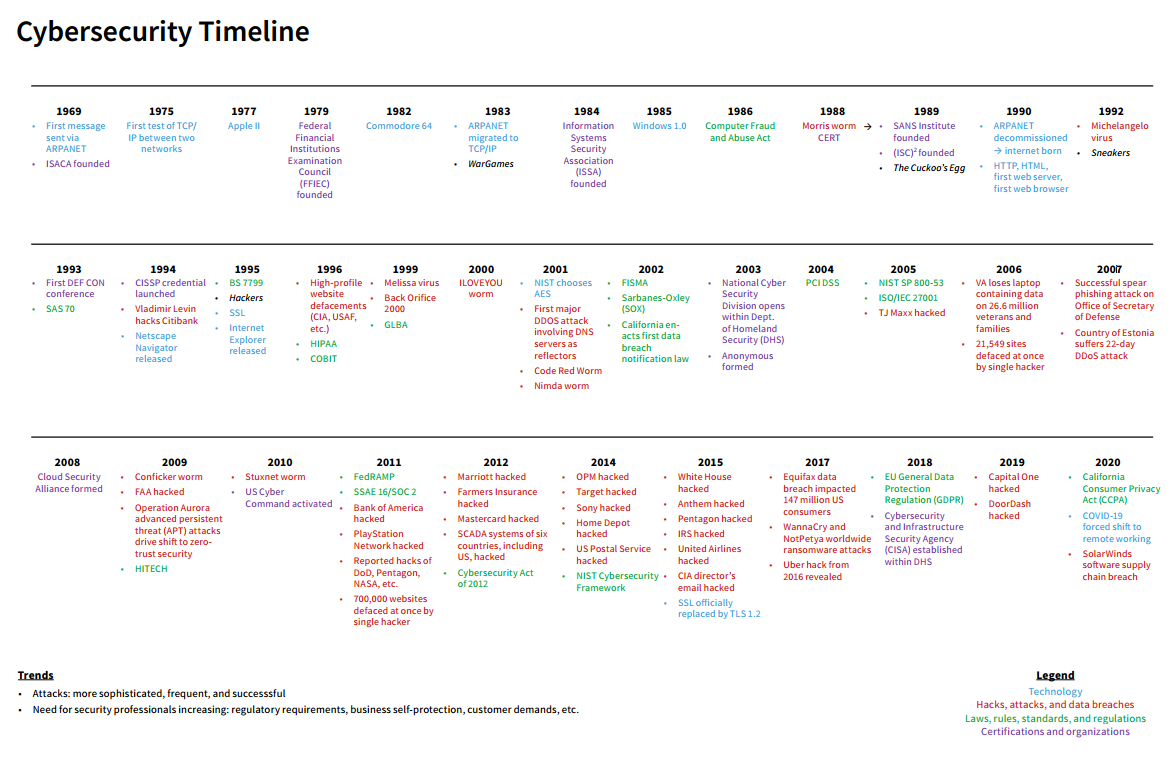 Cybersecurity Timeline
1969
• First message
sent via
ARPANET
• ISACA founded
1975
First test of TCP/
IP between two
networks
1977
Apple II
1979
Federal
Financial
Institutions
Examination
Council
(FFIEC)
founded
1982
Commodore 64
1983
• ARPANET
migrated to
TCP/IP
• WarGames
1984
Information
Systems
Security
Association
(ISSA)
founded
1985
Windows 1.0
1986
Computer Fraud
and Abuse Act
1988
Morris worm →
CERT
1989
• SANS Institute
founded
• (ISC)² founded
• The Cuckoo's Egg
1990
• ARPANET
decommissioned
→ internet born
• HTTP, HTML,
first web server,
first web browser
1992
• Michelangelo
virus
• Sneakers
1993
• First DEF CON
conference
• SAS 70
1994
• CISSP credential
launched
• Vladimir Levin
hacks Citibank
• Netscape
Navigator
released
1995
• BS 7799
• Hackers
• SSL
• Internet
Explorer
released
1996
• High-profile
website
defacements
(CIA, USAF,
etc.)
• HIPAA
• COBIT
1999
• Melissa virus
• Back Orifice
2000
• GLBA
2000
ILOVEYOU
worm
2001
• NIST chooses
AES
• First major
DDOS attack
involving DNS
servers as
reflectors
• Code Red Worm
• Nimda worm
2002
• FISMA
• Sarbanes-Oxley
(SOX)
• California en-
acts first data
breach
notification law
2003
• National Cyber
Security
Division opens
within Dept.
of Homeland
Security (DHS)
• Anonymous
formed
2004
PCI DSS
2005
• NIST SP 800-53
• ISO/IEC 27001
• TJ Maxx hacked
2006
• VA loses laptop
containing data
on 26.6 million
veterans and
families
• 21,549 sites
defaced at once
by single hacker
2007
• Successful spear
phishing attack on
Office of Secretary
of Defense
• Country of Estonia
suffers 22-day
DDoS attack
2008
Cloud Security
Alliance formed
2009
• Conficker worm
• FAA hacked
• Operation Aurora
advanced persistent
threat (APT) attacks
drive shift to zero-
trust security
• HITECH
2010
• Stuxnet worm
• US Cyber
Command activated
2011
• FedRAMP
• SSAE 16/SOC 2
• Bank of America
hacked
• PlayStation
Network hacked
• Reported hacks of
DoD, Pentagon,
NASA, etc.
• 700,000 websites
defaced at once by
single hacker
2012
• Marriott hacked
• Farmers Insurance
hacked
• Mastercard hacked
• SCADA systems of six
countries, including
US, hacked
• Cybersecurity Act
of 2012
2014
• OPM hacked
• Target hacked
• Sony hacked
• Home Depot
hacked
• US Postal Service
hacked
• NIST Cybersecurity
Framework
2015
• White House
hacked
• Anthem hacked
• Pentagon hacked
• IRS hacked
• United Airlines
hacked
• CIA director's
email hacked
• SSL officially
replaced by TLS 1.2
2017
• Equifax data
breach impacted
147 million US
consumers
• WannaCry and
NotPetya worldwide
ransomware attacks
• Uber hack from
2016 revealed
2018
• EU General Data
Protection
Regulation (GDPR)
• Cybersecurity
and Infrastructure
Security Agency
(CISA) established
within DHS
2019
• Capital One
hacked
• DoorDash
hacked
2020
• California
Consumer Privacy
Act (CCPA)
• COVID-19
forced shift to
remote working
• SolarWinds
software supply
chain breach
Trends
• Attacks: more sophisticated, frequent, and successsful
• Need for security professionals increasing: regulatory requirements, business self-protection, customer demands, etc.
Legend
Technology
Hacks, attacks, and data breaches
Laws, rules, standards, and regulations
Certifications and organizations